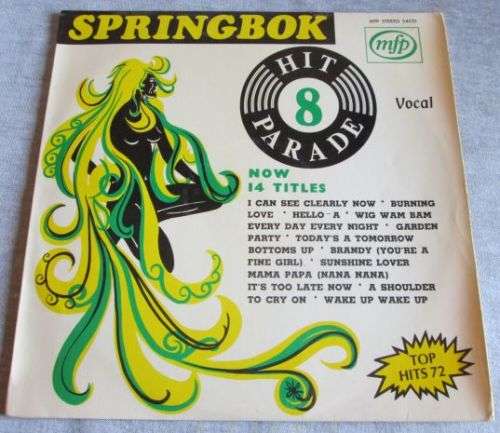 SPRINGBOK
mfp
HIT
8
PARADE
Vocal
NOW
14 TITLES
I CAN SEE CLEARLY NOW * BURNING
LOVE * HELLO - A * WIG WAM BAM
EVERY DAY EVERY NIGHT * GARDEN
PARTY * TODAY'S A TOMORROW
BOTTOMS UP * BRANDY (YOU'RE A
FINE GIRL) * SUNSHINE LOVER
MAMA PAPA (NANA NANA)
IT'S TOO LATE NOW * A SHOULDER
TO CRY ON * WAKE UP WAKE UP
TOP
HITS 72